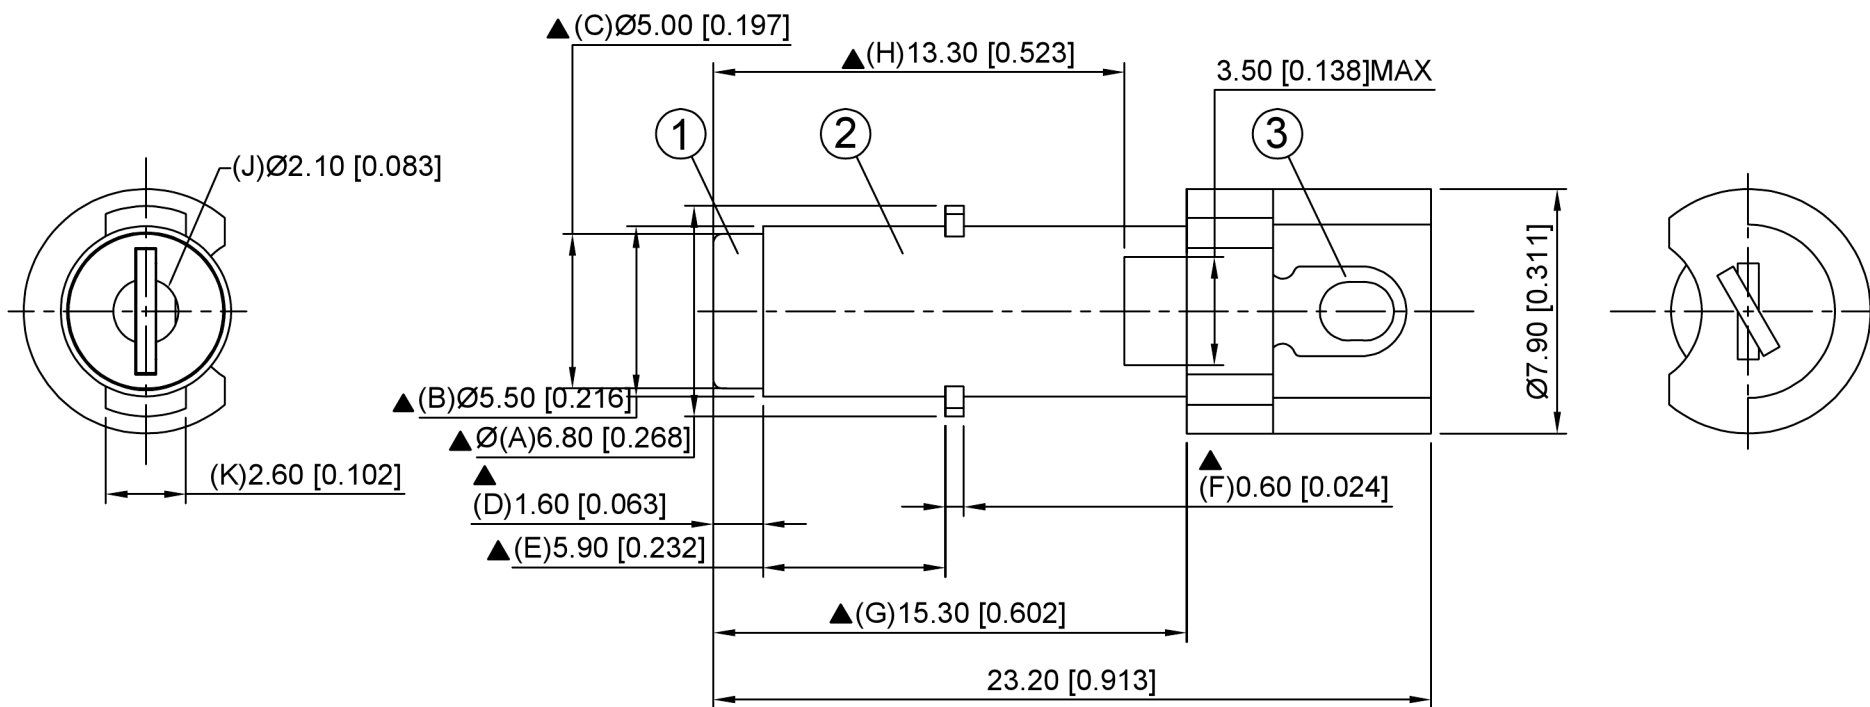 ▲(C)Ø5.00 [0.197]
▲(H)13.30 [0.523]
3.50 [0.138]MAX
1
2
3
(J)Ø2.10 [0.083]
Ø7.90 [0.311]
▲(B)Ø5.50 [0.216]
▲Ø(A)6.80 [0.268]
(K)2.60 [0.102]
▲
(D)1.60 [0.063]
▲
(F)0.60 [0.024]
▲(E)5.90 [0.232]
▲(G)15.30 [0.602]
23.20 [0.913]